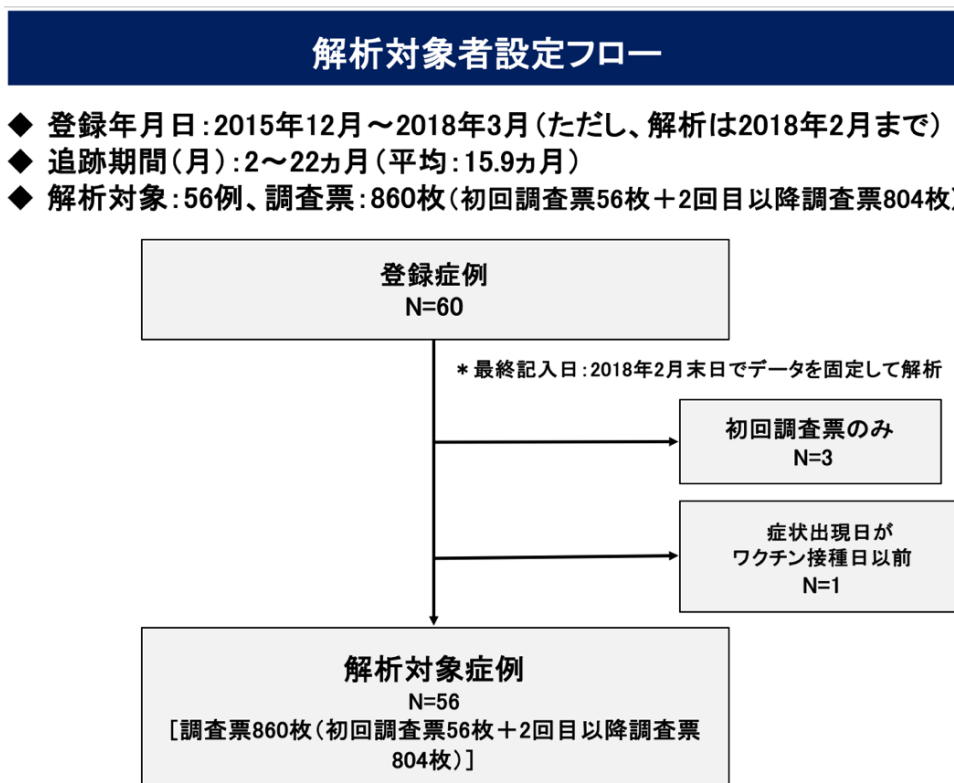 解析対象者設定フロー
◆ 登録年月日:2015年12月～2018年3月(ただし、解析は2018年2月まで)
◆ 追跡期間(月):2～22ヵ月(平均:15.9ヵ月)
◆ 解析対象:56例、調査票:860枚(初回調査票56枚＋2回目以降調査票804枚)
登録症例
N=60
＊最終記入日:2018年2月末日でデータを固定して解析
初回調査票のみ
N=3
症状出現日が
ワクチン接種日以前
N=1
解析対象症例
N=56
[調査票860枚(初回調査票56枚＋2回目以降調査票
804枚)]